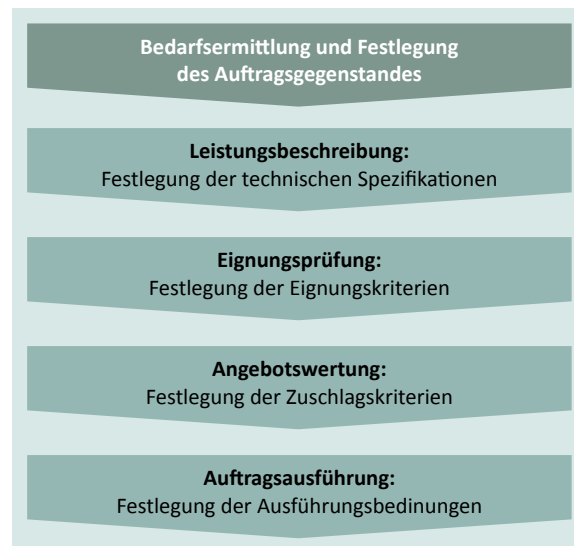 Bedarfsermittlung und Festlegung
des Auftragsgegenstandes
Leistungsbeschreibung:
Festlegung der technischen Spezifikationen
Eignungsprüfung:
Festlegung der Eignungskriterien
Angebotswertung:
Festlegung der Zuschlagskriterien
Auftragsausführung:
Festlegung der Ausführungsbedinungen